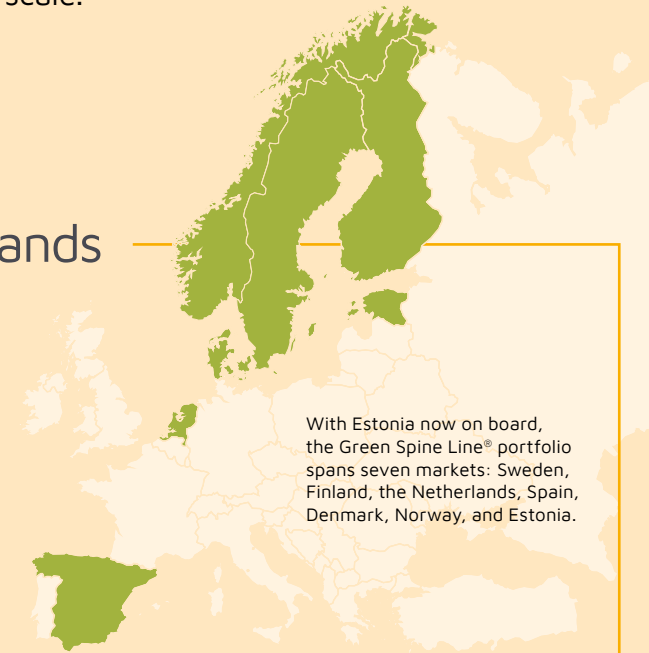 scale.
ands
With Estonia now on board,
the Green Spine Line® portfolio
spans seven markets: Sweden,
Finland, the Netherlands, Spain,
Denmark, Norway, and Estonia.